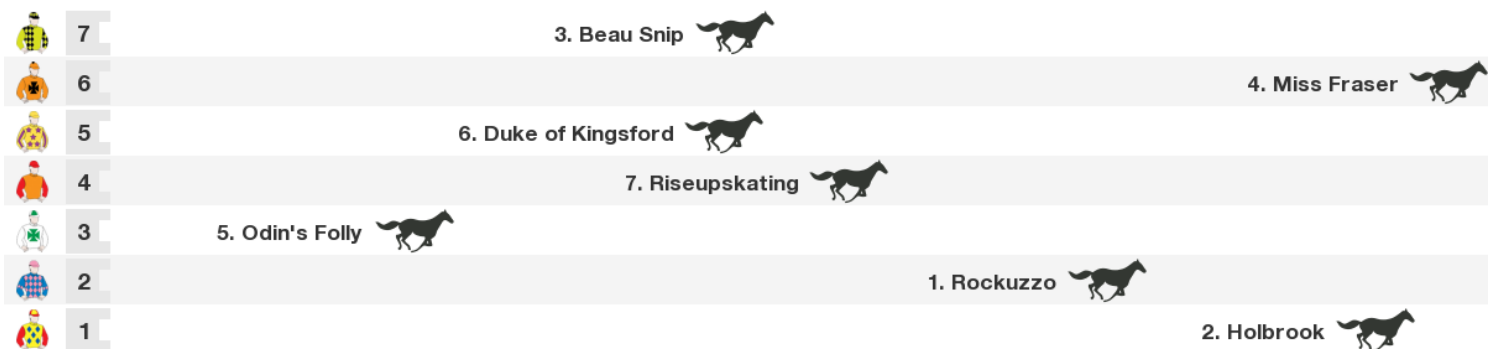 7 3. Beau Snip
6 4. Miss Fraser
5 6. Duke of Kingsford
4 7. Riseupskating
3 5. Odin's Folly
2 1. Rockuzzo
1 2. Holbrook